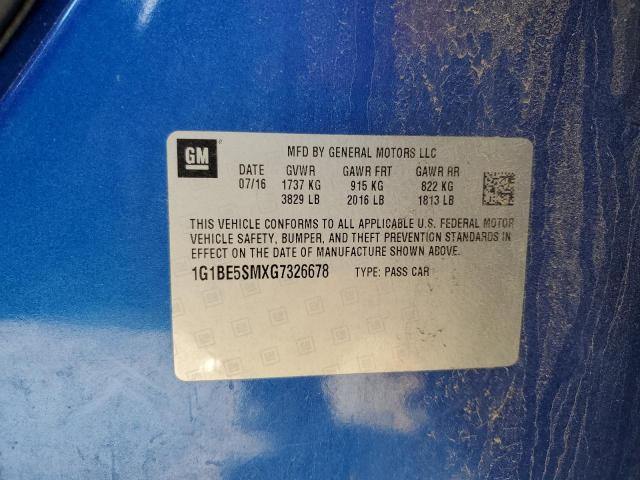 GM
MFD BY GENERAL MOTORS LLC
DATE GVWR GAWR FRT GAWR RR
07/16 1737 KG 915 KG 822 KG
3829 LB 2016 LB 1813 LB
THIS VEHICLE CONFORMS TO ALL APPLICABLE U.S. FEDERAL MOTOR
VEHICLE SAFETY, BUMPER, AND THEFT PREVENTION STANDARDS IN
EFFECT ON THE DATE OF MANUFACTURE SHOWN ABOVE.
1G1BE5SMXG7326678 TYPE: PASS CAR